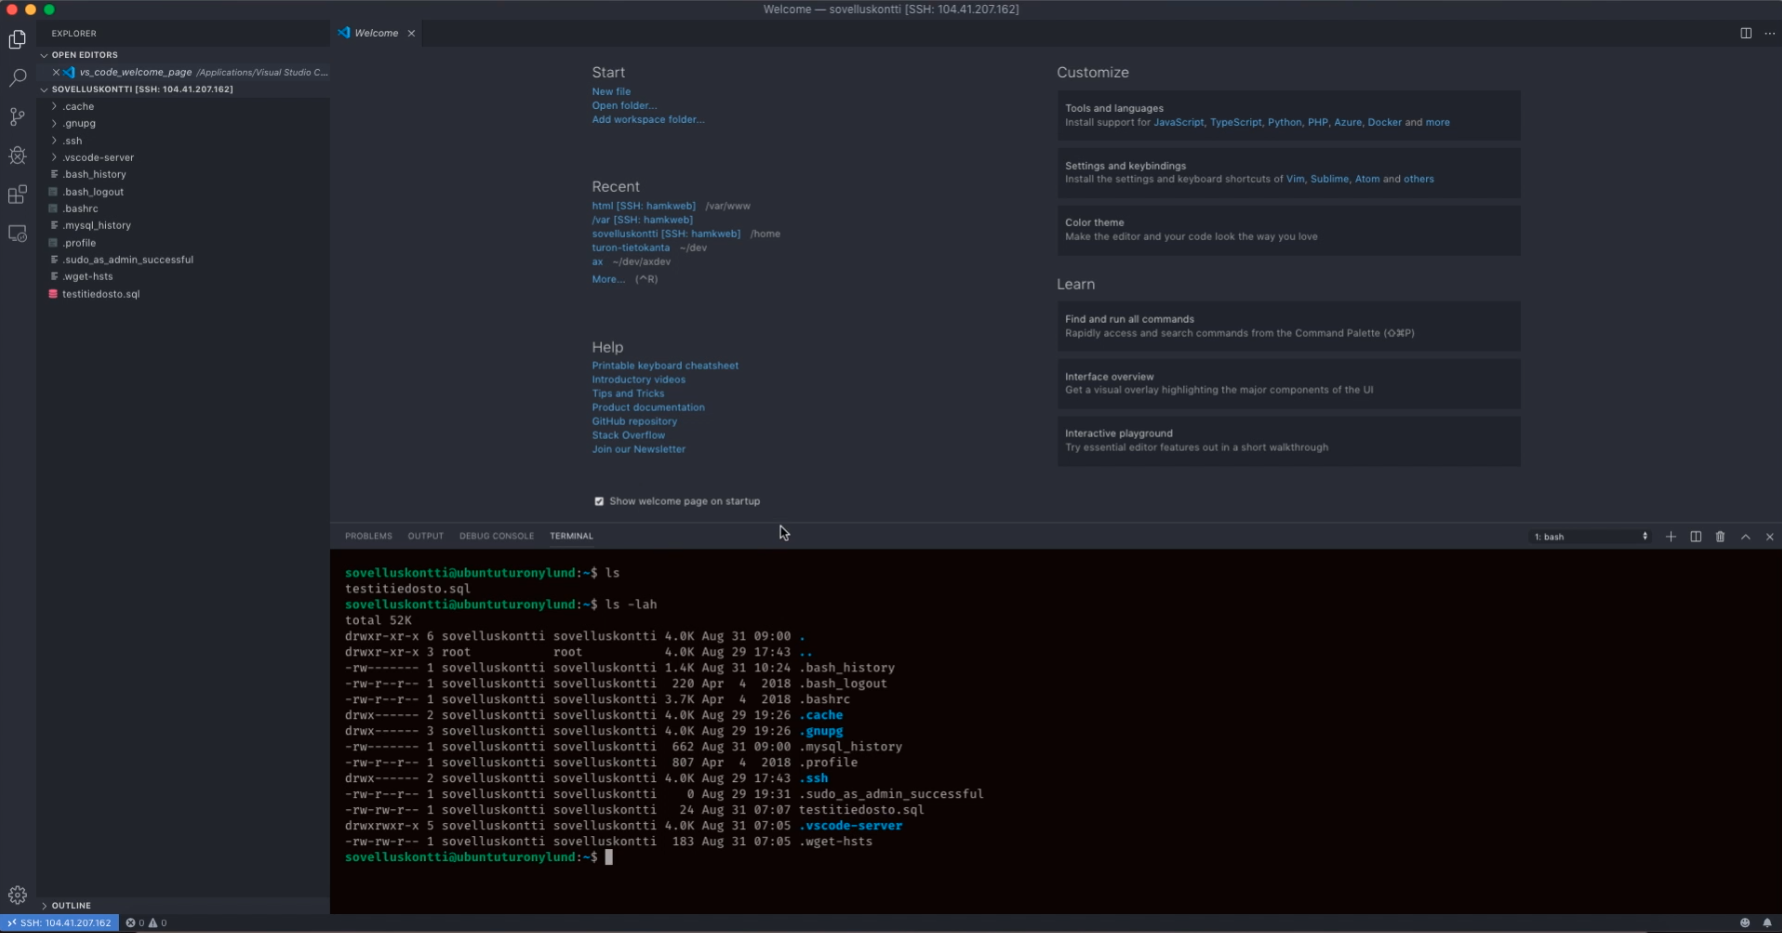 Welcome — sovelluskontti [SSH: 104.41.207.162]
EXPLORER
OPEN EDITORS
vs_code_welcome_page /Applications/Visual Studio C...
SOVELLUSKONTTI [SSH: 104.41.207.162]
.cache
.gnupg
.ssh
.vscode-server
.bash_history
.bash_logout
.bashrc
.mysql_history
.profile
.sudo_as_admin_successful
.wget-hsts
testitiedosto.sql
OUTLINE
Welcome
Start
New file
Open folder...
Add workspace folder...
Recent
html [SSH: hamkweb] /var/www
/var [SSH: hamkweb]
sovelluskontti [SSH: hamkweb] /home
turon-tietokanta ~/dev
ax ~/dev/axdev
More... (^R)
Help
Printable keyboard cheatsheet
Introductory videos
Tips and Tricks
Product documentation
GitHub repository
Stack Overflow
Join our Newsletter
Show welcome page on startup
Customize
Tools and languages
Install support for JavaScript, TypeScript, Python, PHP, Azure, Docker and more
Settings and keybindings
Install the settings and keyboard shortcuts of Vim, Sublime, Atom and others
Color theme
Make the editor and your code look the way you love
Learn
Find and run all commands
Rapidly access and search commands from the Command Palette (⇧⌘P)
Interface overview
Get a visual overlay highlighting the major components of the UI
Interactive playground
Try essential editor features out in a short walkthrough
PROBLEMS OUTPUT DEBUG CONSOLE TERMINAL 1: bash
sovelluskontti@ubuntuturonylund:~$ ls
testitiedosto.sql
sovelluskontti@ubuntuturonylund:~$ ls -lah
total 52K
drwxr-xr-x 6 sovelluskontti sovelluskontti 4.0K Aug 31 09:00 .
drwxr-xr-x 3 root root 4.0K Aug 29 17:43 ..
-rw------- 1 sovelluskontti sovelluskontti 1.4K Aug 31 10:24 .bash_history
-rw-r--r-- 1 sovelluskontti sovelluskontti 220 Apr 4 2018 .bash_logout
-rw-r--r-- 1 sovelluskontti sovelluskontti 3.7K Apr 4 2018 .bashrc
drwx------ 2 sovelluskontti sovelluskontti 4.0K Aug 29 19:26 .cache
drwx------ 3 sovelluskontti sovelluskontti 4.0K Aug 29 19:26 .gnupg
-rw------- 1 sovelluskontti sovelluskontti 662 Aug 31 09:00 .mysql_history
-rw-r--r-- 1 sovelluskontti sovelluskontti 807 Apr 4 2018 .profile
drwx------ 2 sovelluskontti sovelluskontti 4.0K Aug 29 17:43 .ssh
-rw-r--r-- 1 sovelluskontti sovelluskontti 0 Aug 29 19:31 .sudo_as_admin_successful
-rw-rw-r-- 1 sovelluskontti sovelluskontti 24 Aug 31 07:07 testitiedosto.sql
drwxrwxr-x 5 sovelluskontti sovelluskontti 4.0K Aug 31 07:05 .vscode-server
-rw-rw-r-- 1 sovelluskontti sovelluskontti 183 Aug 31 07:05 .wget-hsts
sovelluskontti@ubuntuturonylund:~$
SSH: 104.41.207.162 0 0